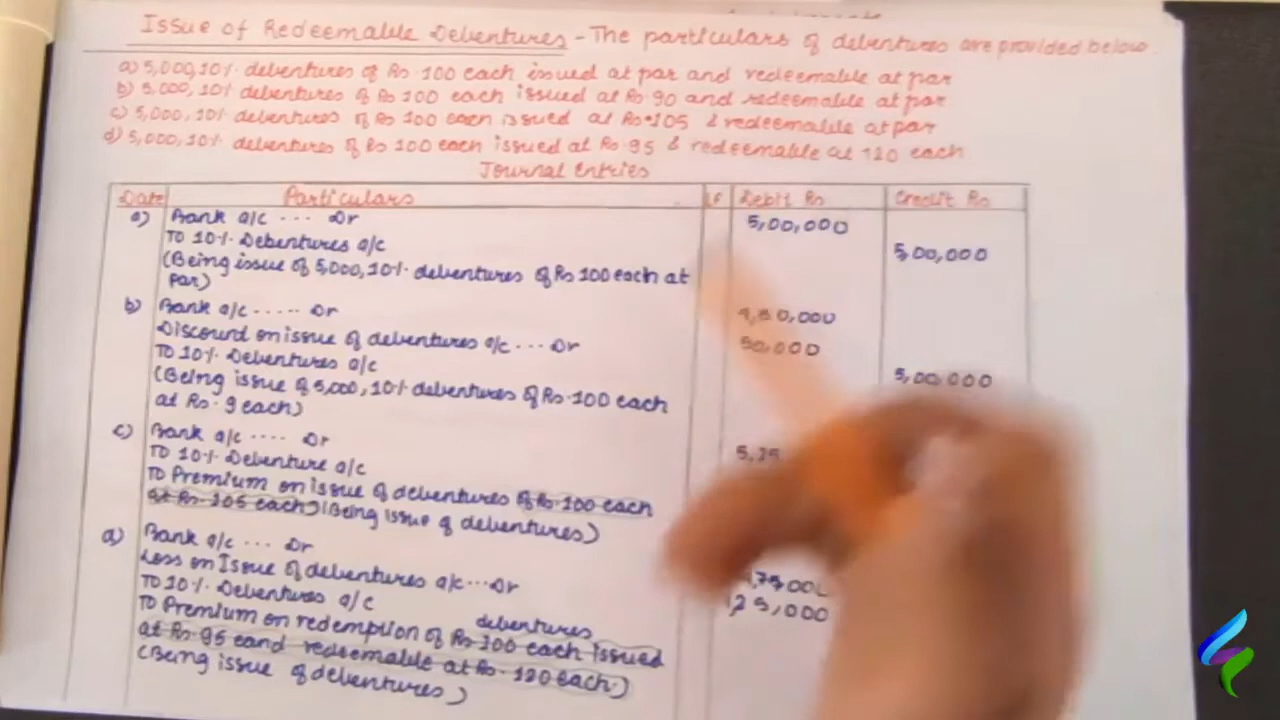 Issue of Redeemable Debentures - The particulars of debentures are provided below
a) 5,000, 10% debentures of Rs 100 each issued at par and redeemable at par
b) 5,000, 10% debentures of Rs 100 each issued at Rs 90 and redeemable at par
c) 5,000, 10% debentures of Rs 100 each issued at Rs 105 & redeemable at par
d) 5,000, 10% debentures of Rs 100 each issued at Rs 95 & redeemable at 120 each
Journal Entries
Date Particulars LF Debit Rs Credit Rs
a) Bank a/c ... Dr 5,00,000
To 10% Debentures a/c 5,00,000
(Being issue of 5,000, 10% debentures of Rs 100 each at
par)
b) Bank a/c ..... Dr 4,50,000
Discound on issue of debentures a/c ... Dr 50,000
To 10% Debentures a/c 5,00,000
(Being issue of 5,000, 10% debentures of Rs. 100 each
at Rs. 9 each)
c) Bank a/c .... Dr 5,25
To 10% Debenture a/c
To Premium on issue of debentures of Rs. 100 each
at Rs. 105 each) (Being issue of debentures)
d) Bank a/c ... Dr ,75,00
Loss on Issue of debentures a/c ... Dr 1,25,000
To 10% Debentures a/c
debentures
To Premium on redemption of Rs 100 each issued
at Rs 95 eand redeemable at Rs. 120 each)
(Being issue of debentures)